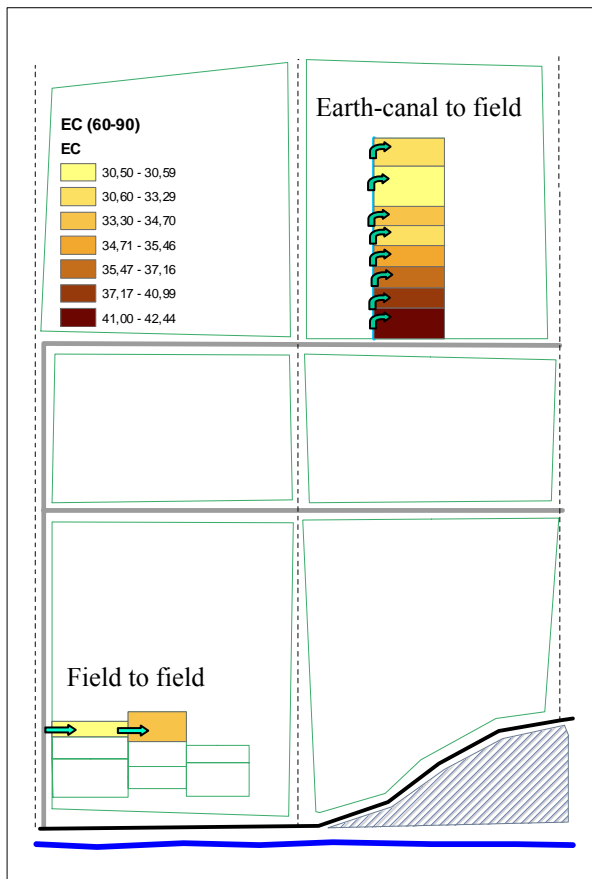 Earth-canal to field
EC (60-90)
EC
30,50 - 30,59
30,60 - 33,29
33,30 - 34,70
34,71 - 35,46
35,47 - 37,16
37,17 - 40,99
41,00 - 42,44
Field to field